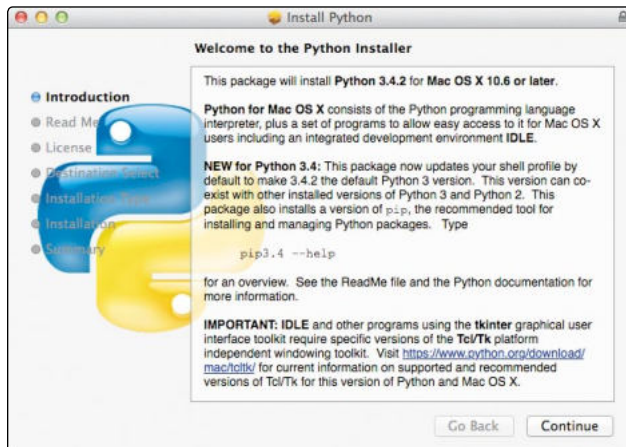 Install Python
Welcome to the Python Installer
Introduction
Read Me
License
Destination Select
Installation Type
Installation
Summary
This package will install Python 3.4.2 for Mac OS X 10.6 or later.
Python for Mac OS X consists of the Python programming language
interpreter, plus a set of programs to allow easy access to it for Mac OS X
users including an integrated development environment IDLE.
NEW for Python 3.4: This package now updates your shell profile by
default to make 3.4.2 the default Python 3 version. This version can co-
exist with other installed versions of Python 3 and Python 2. This
package also installs a version of pip, the recommended tool for
installing and managing Python packages. Type
pip3.4 --help
for an overview. See the ReadMe file and the Python documentation for
more information.
IMPORTANT: IDLE and other programs using the tkinter graphical user
interface toolkit require specific versions of the Tcl/Tk platform
independent windowing toolkit. Visit https://www.python.org/download/
mac/tcltk/ for current information on supported and recommended
versions of Tcl/Tk for this version of Python and Mac OS X.
Go Back
Continue